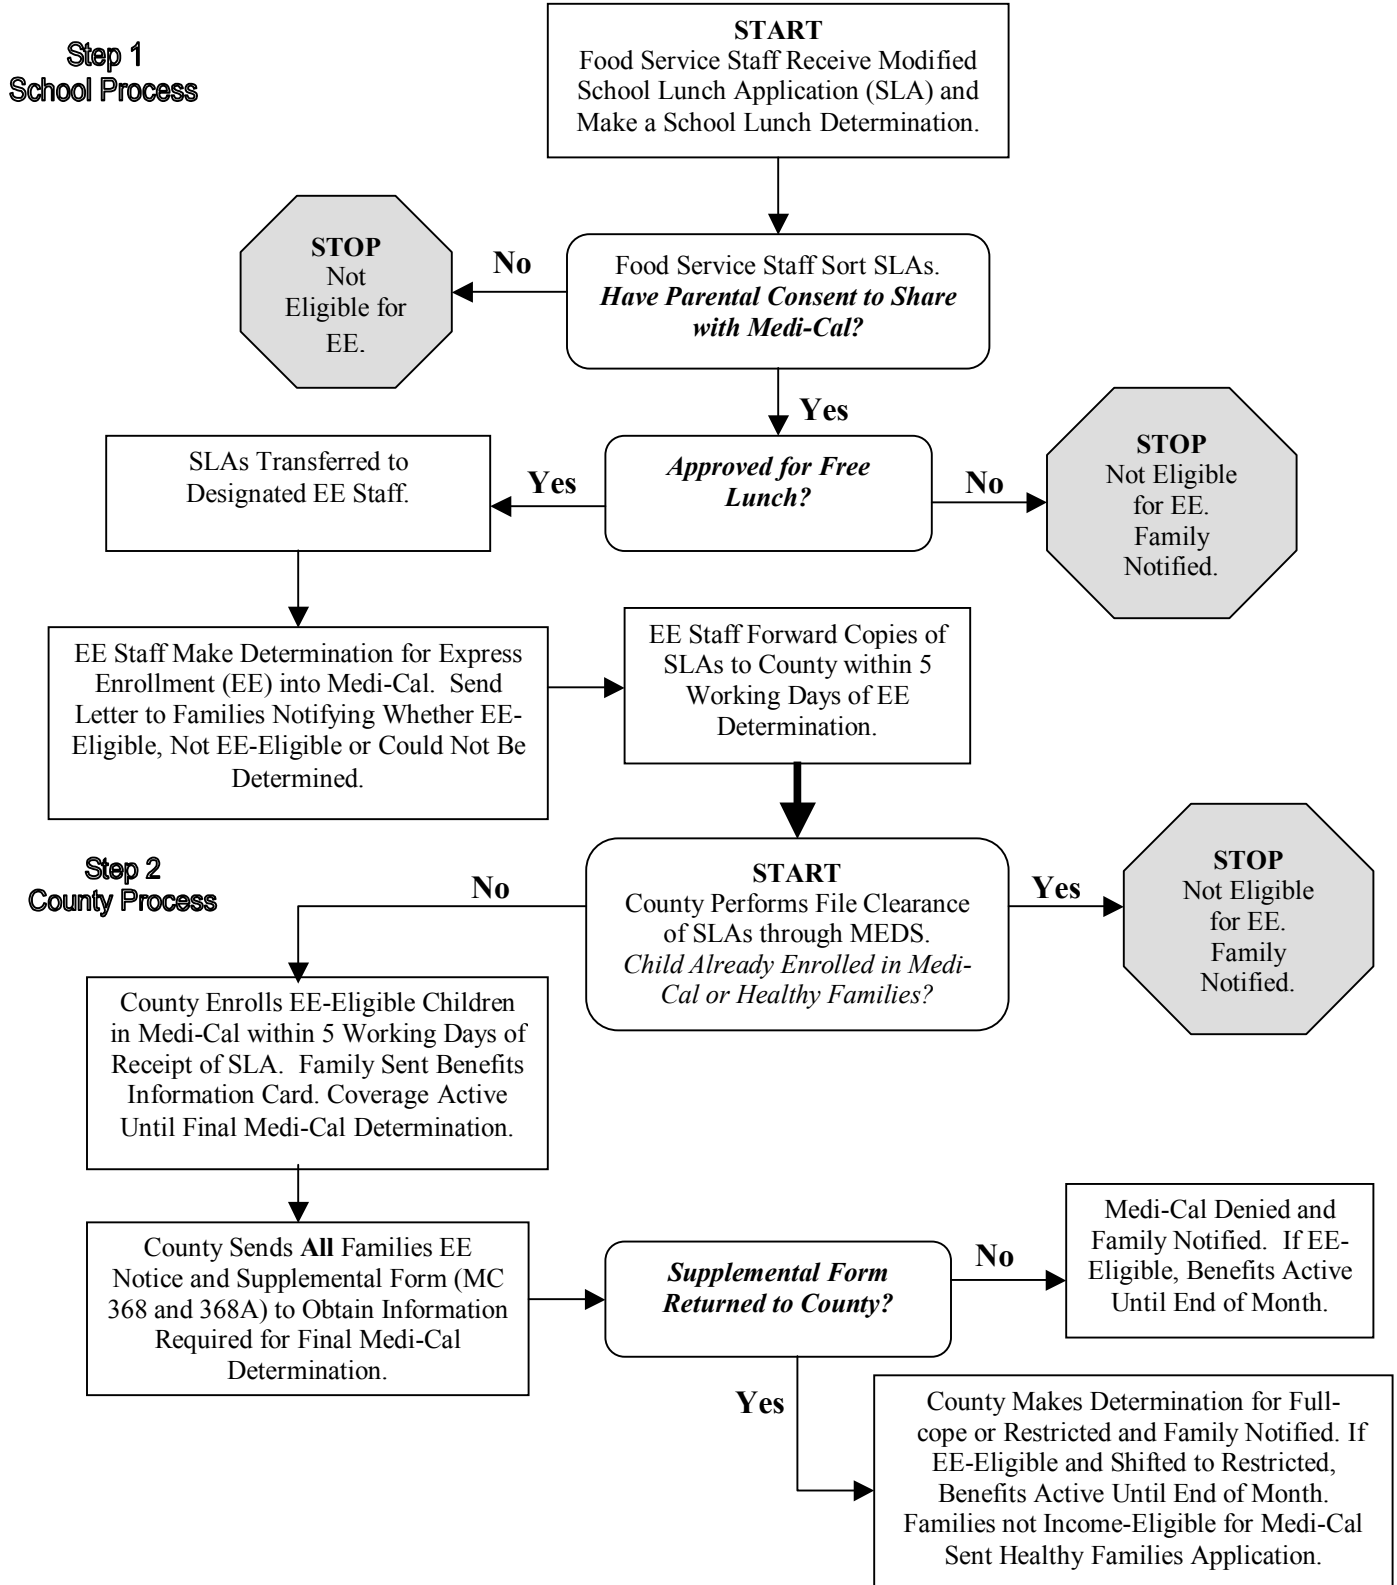 Step 1
School Process
START
Food Service Staff Receive Modified
School Lunch Application (SLA) and
Make a School Lunch Determination.
STOP
Not
Eligible for
EE.
No
Food Service Staff Sort SLAs.
Have Parental Consent to Share
with Medi-Cal?
Yes
SLAs Transferred to
Designated EE Staff.
Yes
Approved for Free
Lunch?
No
STOP
Not Eligible
for EE.
Family
Notified.
EE Staff Make Determination for Express
Enrollment (EE) into Medi-Cal.  Send
Letter to Families Notifying Whether EE-
Eligible, Not EE-Eligible or Could Not Be
Determined.
EE Staff Forward Copies of
SLAs to County within 5
Working Days of EE
Determination.
Step 2
County Process
No
START
County Performs File Clearance
of SLAs through MEDS.
Child Already Enrolled in Medi-
Cal or Healthy Families?
Yes
STOP
Not Eligible
for EE.
Family
Notified.
County Enrolls EE-Eligible Children
in Medi-Cal within 5 Working Days of
Receipt of SLA.  Family Sent Benefits
Information Card. Coverage Active
Until Final Medi-Cal Determination.
County Sends All Families EE
Notice and Supplemental Form (MC
368 and 368A) to Obtain Information
Required for Final Medi-Cal
Determination.
Supplemental Form
Returned to County?
No
Medi-Cal Denied and
Family Notified.  If EE-
Eligible, Benefits Active
Until End of Month.
Yes
County Makes Determination for Full-
cope or Restricted and Family Notified. If
EE-Eligible and Shifted to Restricted,
Benefits Active Until End of Month.
Families not Income-Eligible for Medi-Cal
Sent Healthy Families Application.